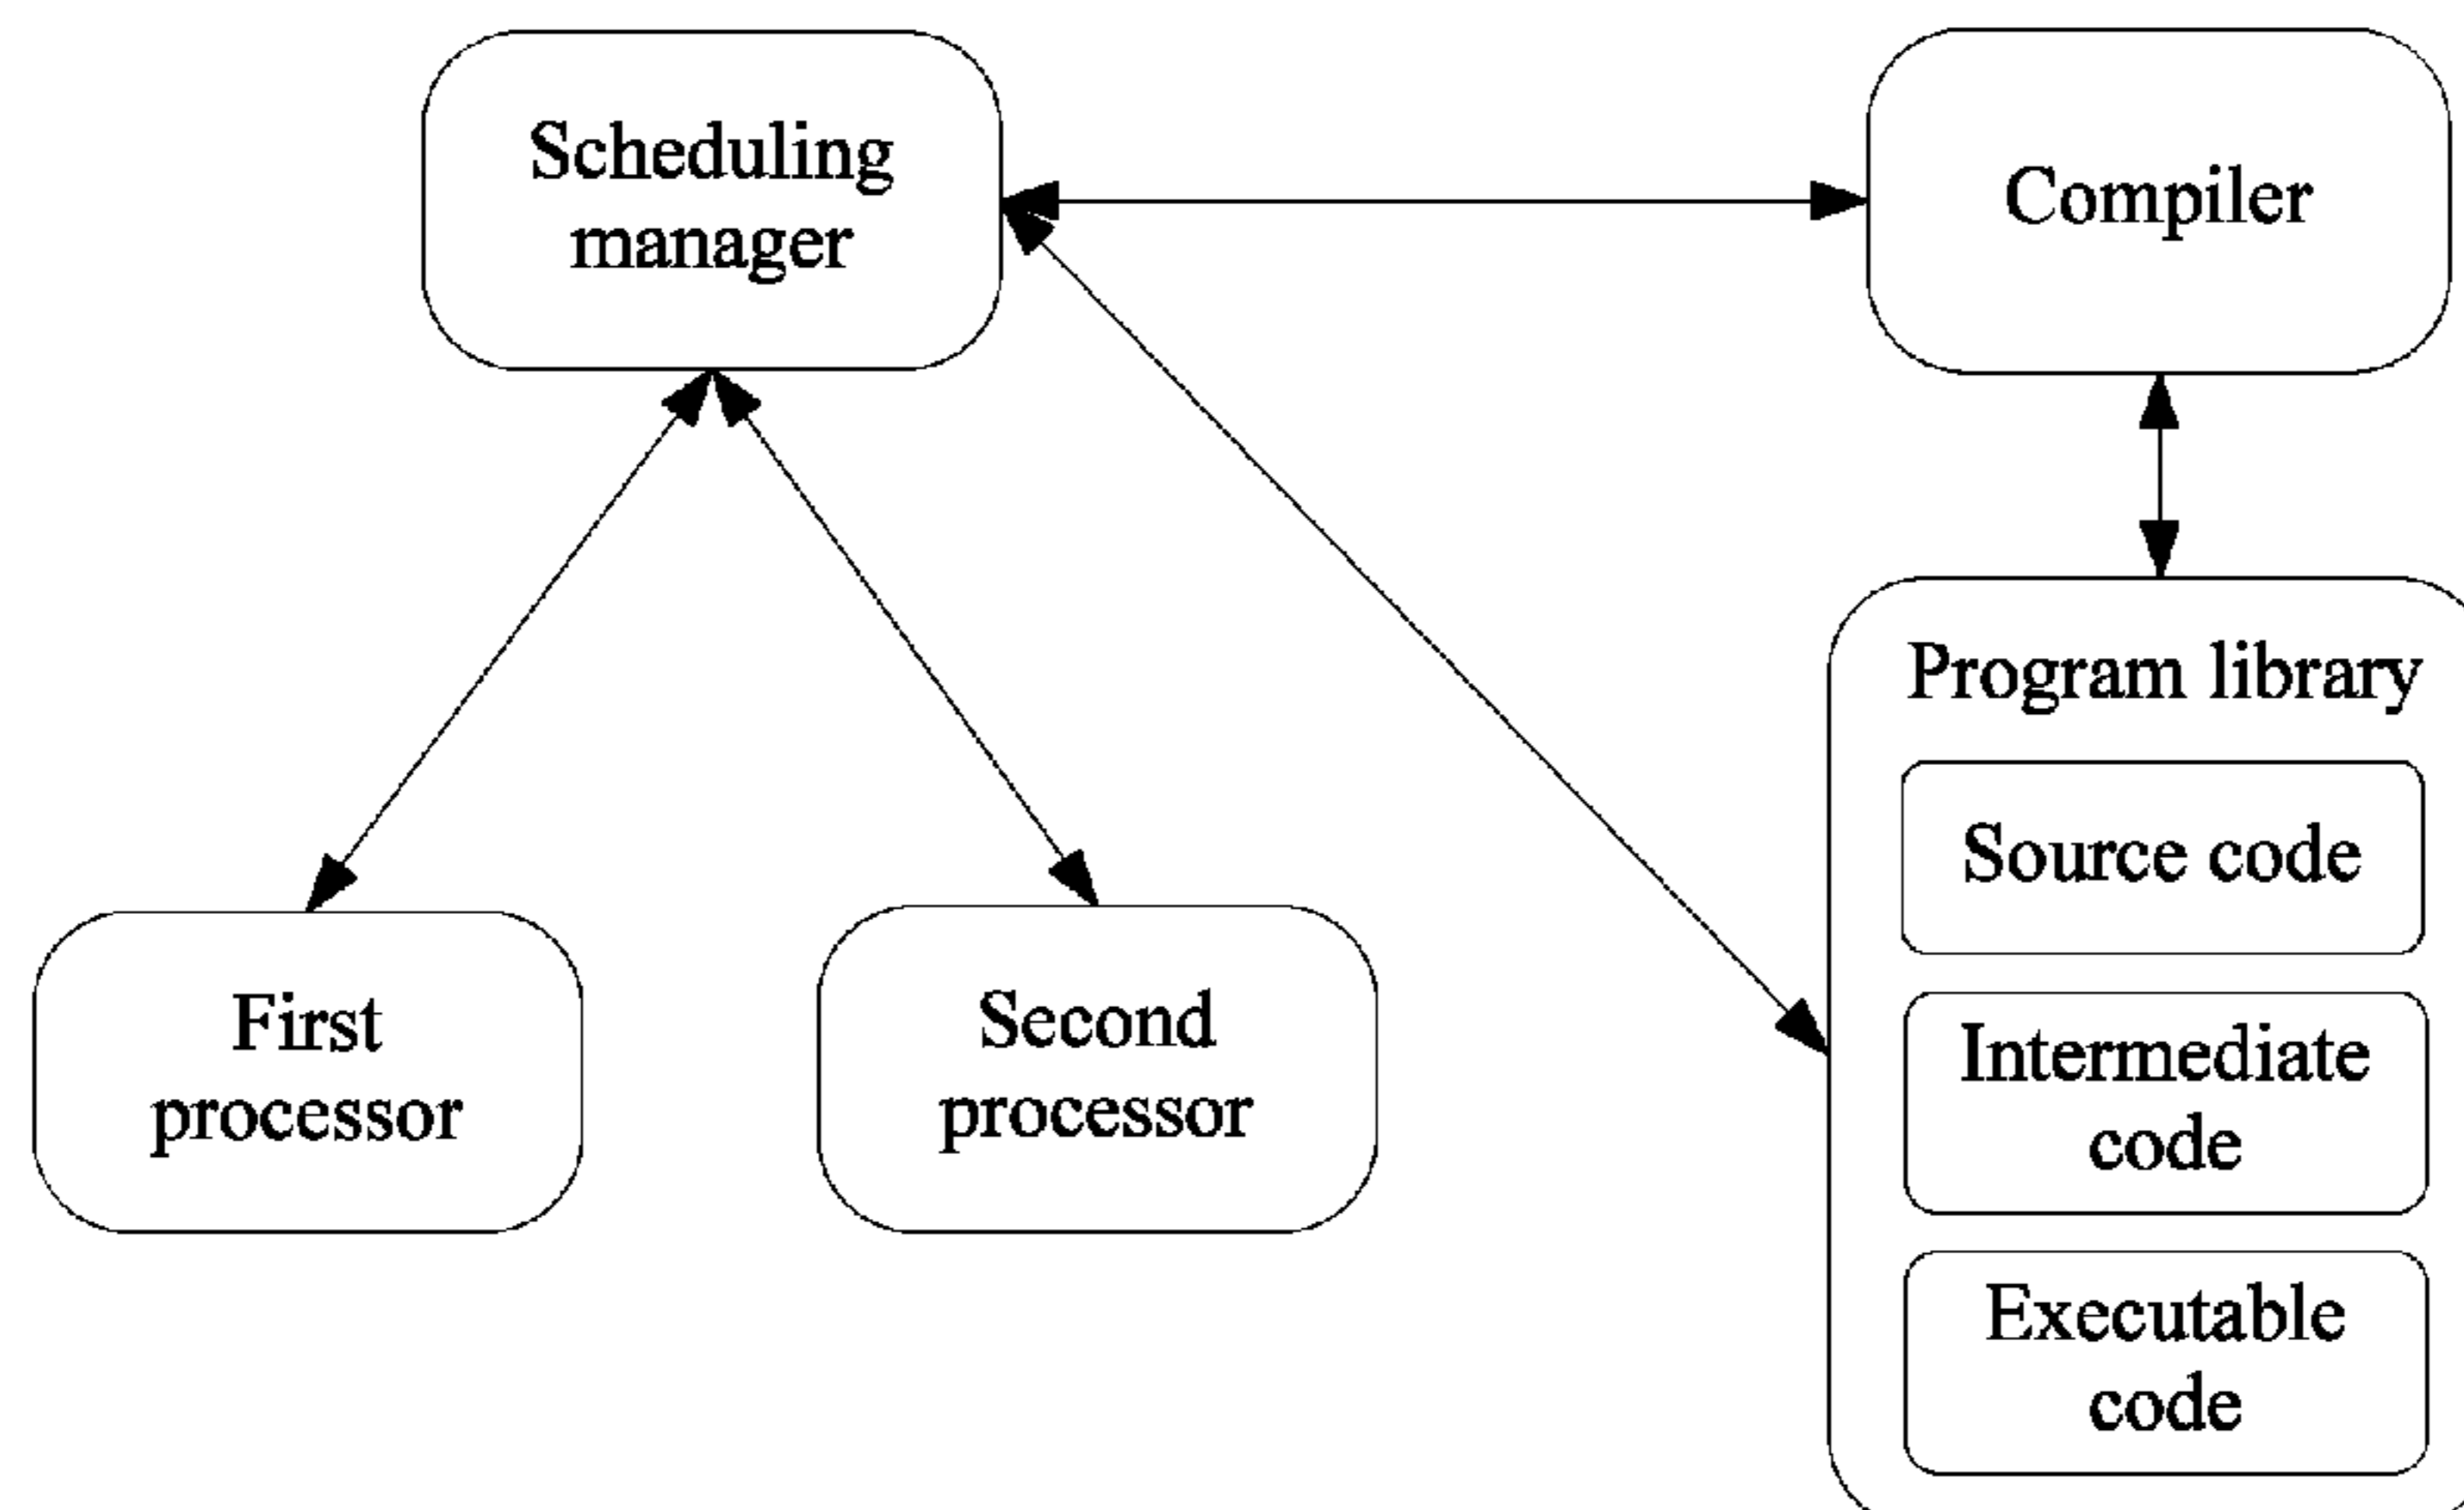 Scheduling
manager
Compiler
Program library
Source code
Intermediate
code
Executable
code
First
processor
Second
processor